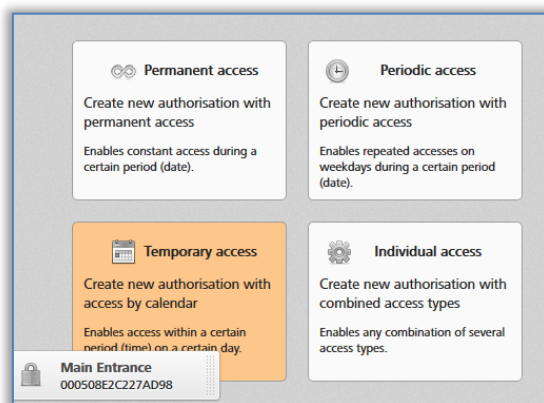 Permanent access
Create new authorisation with
permanent access
Enables constant access during a
certain period (date).
Periodic access
Create new authorisation with
periodic access
Enables repeated accesses on
weekdays during a certain period
(date).
Temporary access
Create new authorisation with
access by calendar
Enables access within a certain
period (time) on a certain day.
Individual access
Create new authorisation with
combined access types
Enables any combination of several
access types.
Main Entrance
000508E2C227AD98